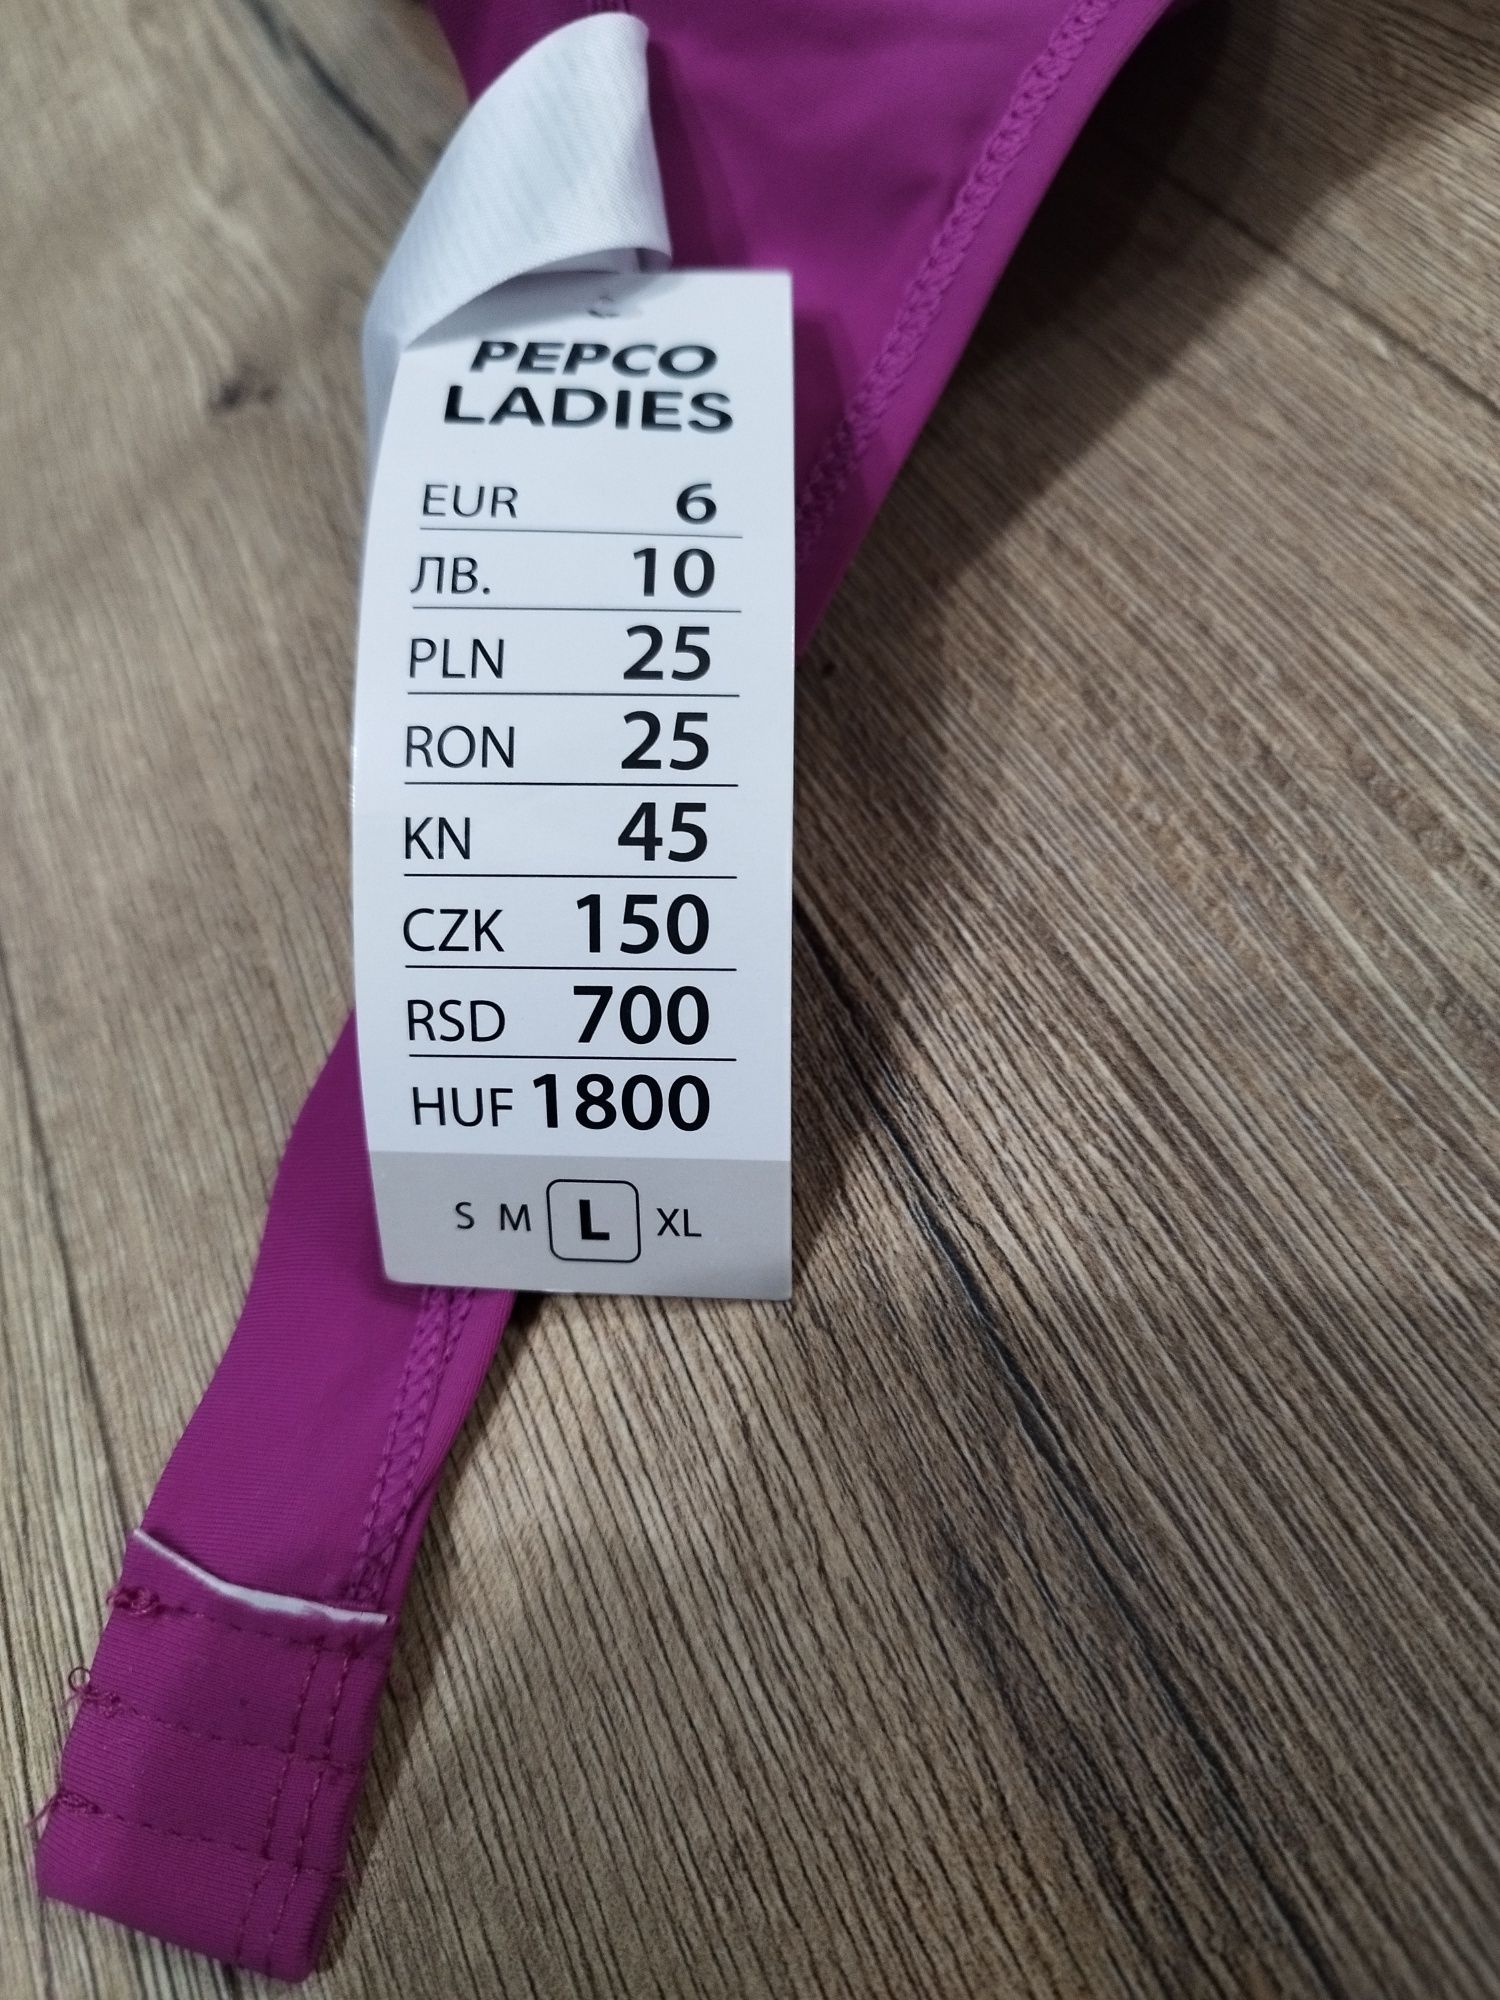 PEPCO
LADIES
EUR 6
ЛВ. 10
PLN 25
RON 25
KN 45
CZK 150
RSD 700
HUF 1800
S M L XL